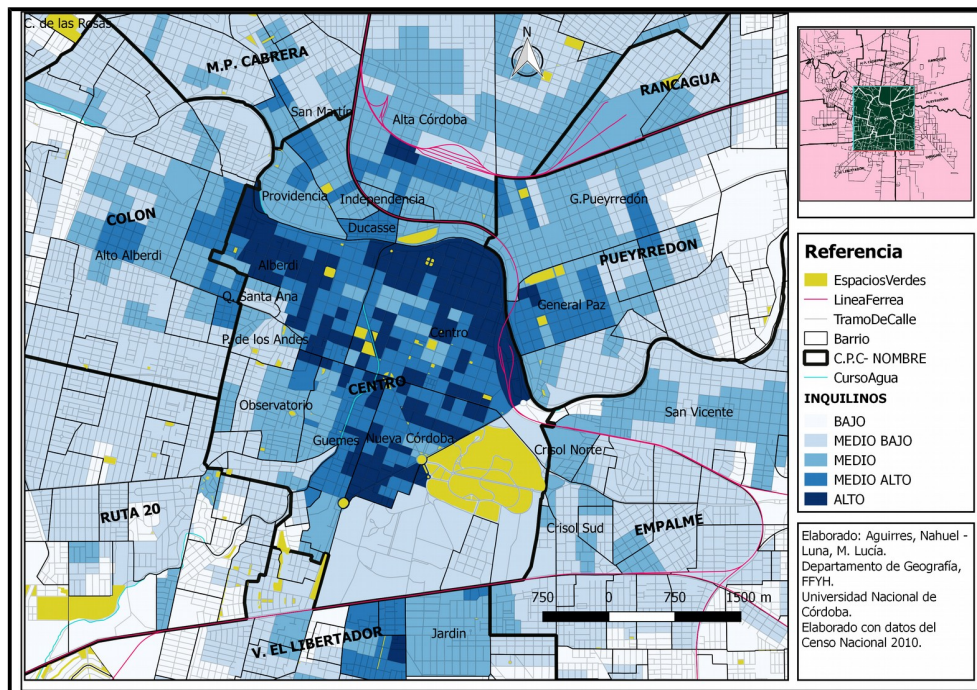 C. de las Rosas
M.P. CABRERA
N
RANCAGUA
San Martín
Alta Córdoba
Providencia
Independencia
G.Pueyrredón
COLON
Ducasse
PUEYRREDON
Alto Alberdi
Alberdi
Q. Santa Ana
General Paz
P. de los Andes
Centro
CENTRO
Observatorio
San Vicente
Guemes
Nueva Córdoba
Crisol Norte
RUTA 20
Crisol Sud
EMPALME
750 0 750 1500 m
V. EL LIBERTADOR
Jardin
Referencia
EspaciosVerdes
LineaFerrea
TramoDeCalle
Barrio
C.P.C- NOMBRE
CursoAgua
INQUILINOS
BAJO
MEDIO BAJO
MEDIO
MEDIO ALTO
ALTO
Elaborado: Aguirres, Nahuel -
Luna, M. Lucía.
Departamento de Geografía,
FFYH.
Universidad Nacional de
Córdoba.
Elaborado con datos del
Censo Nacional 2010.